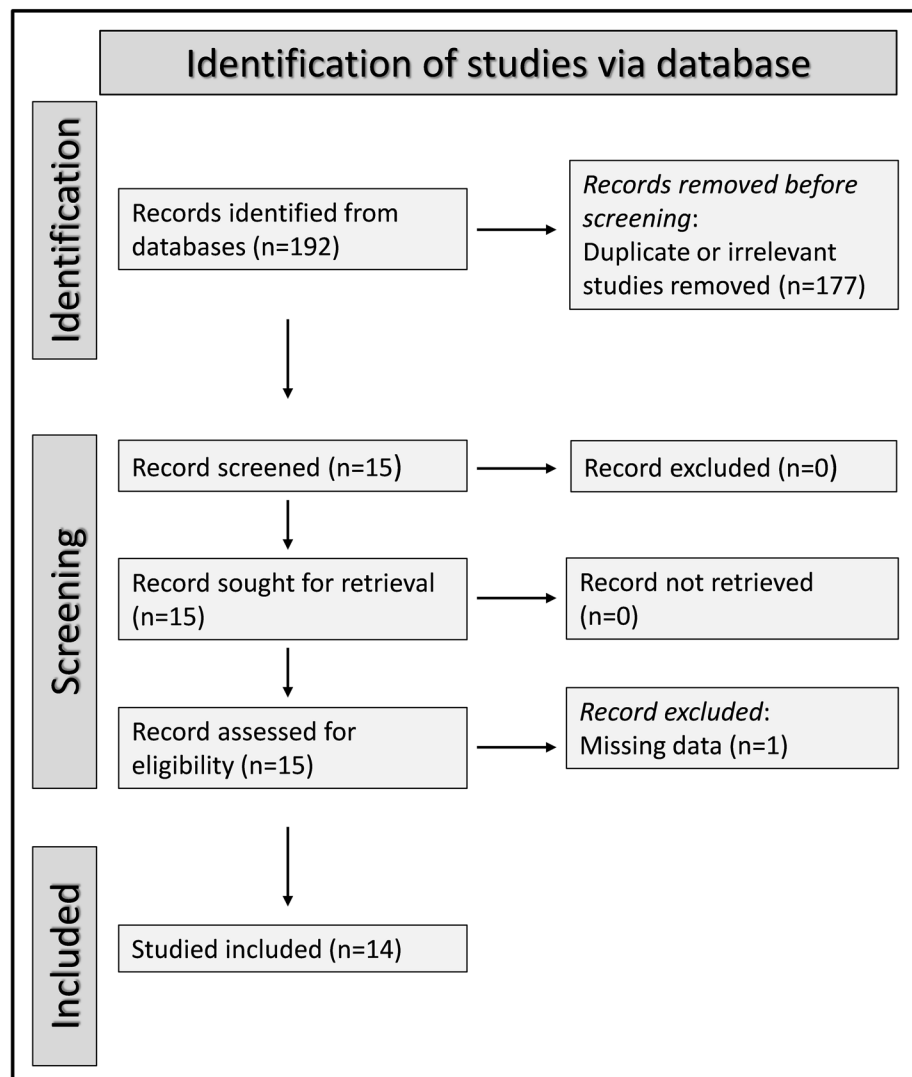 Identification of studies via database
Identification
Records identified from
databases (n=192)
Records removed before
screening:
Duplicate or irrelevant
studies removed (n=177)
Screening
Record screened (n=15)
Record excluded (n=0)
Record sought for retrieval
(n=15)
Record not retrieved
(n=0)
Record assessed for
eligibility (n=15)
Record excluded:
Missing data (n=1)
Included
Studied included (n=14)